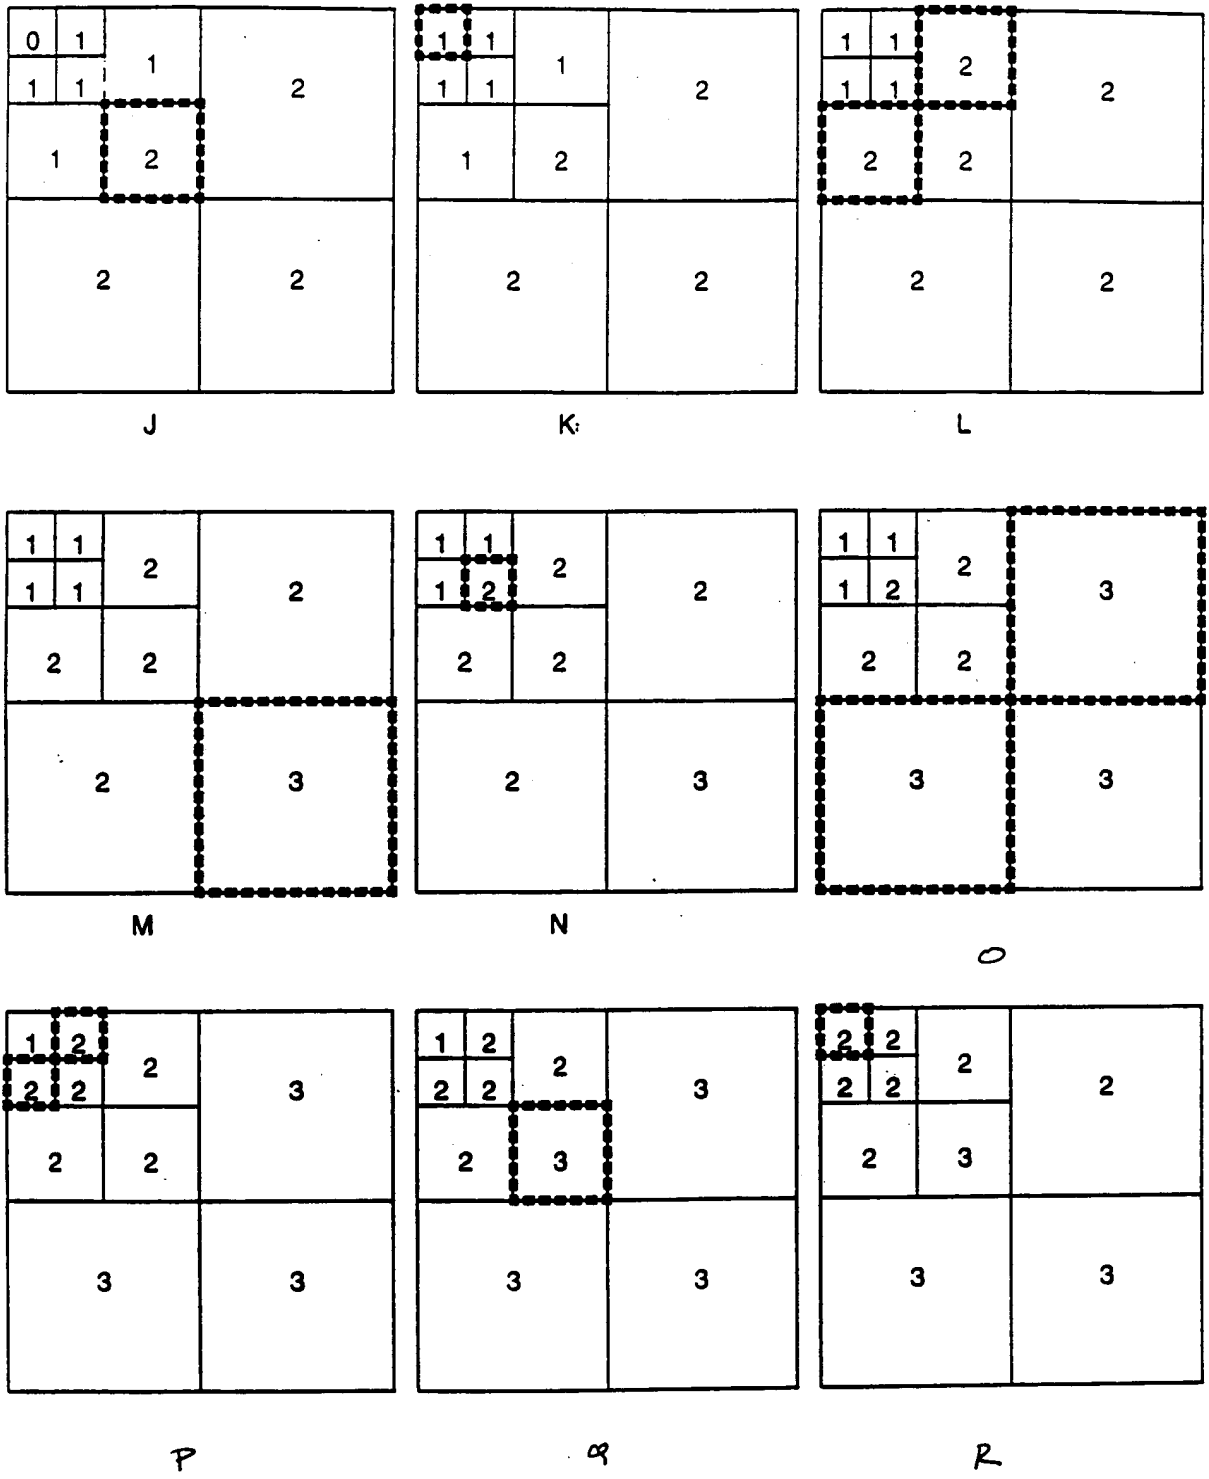 0 1 1 2 1 1 1 2 1 1 2 2
1 1 1 1 1 1
1 2 1 2 2 2
2 2 2 2 2 2
J K: L
1 1 2 2 1 1 2 2 1 1 2 3
1 1 1 2 1 2
2 2 2 2 2 2
2 3 2 3 3 3
M N O
1 2 2 3 1 2 2 3 2 2 2 2
2 2 2 2 2 2
2 2 2 3 2 3
3 3 3 3 3 3
P q R